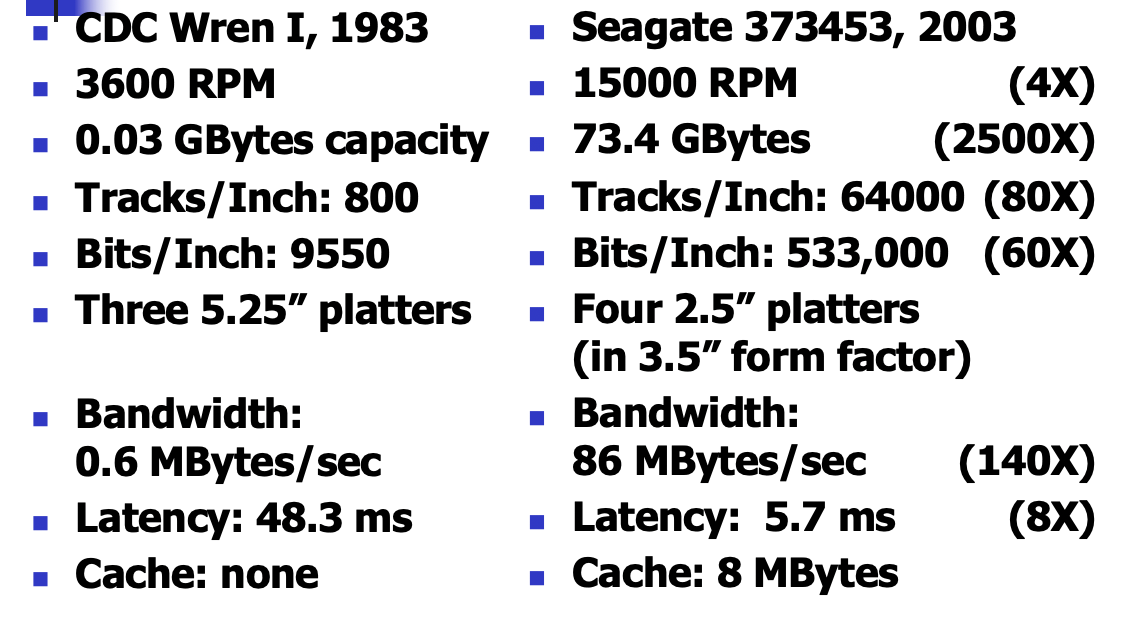 CDC Wren I, 1983
3600 RPM
0.03 GBytes capacity
Tracks/Inch: 800
Bits/Inch: 9550
Three 5.25″ platters
Bandwidth:
0.6 MBytes/sec
Latency: 48.3 ms
Cache: none
Seagate 373453, 2003
15000 RPM (4X)
73.4 GBytes (2500X)
Tracks/Inch: 64000 (80X)
Bits/Inch: 533,000 (60X)
Four 2.5″ platters
(in 3.5″ form factor)
Bandwidth:
86 MBytes/sec (140X)
Latency: 5.7 ms (8X)
Cache: 8 MBytes